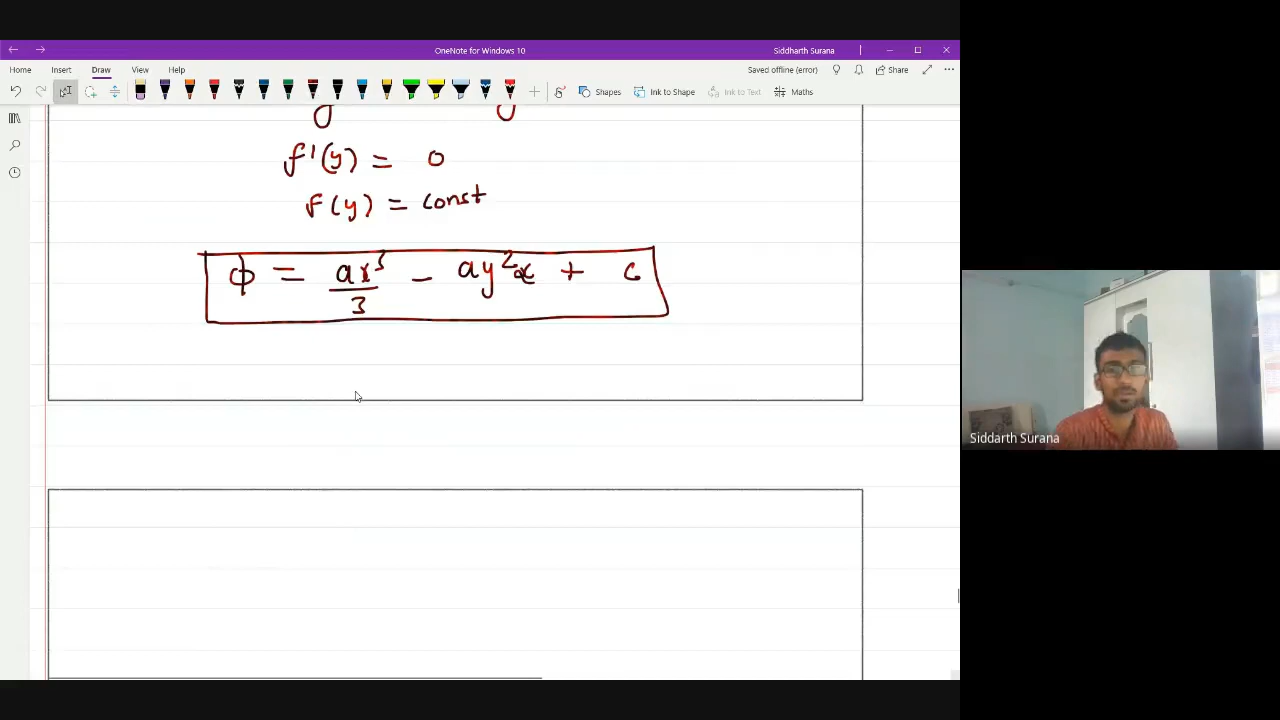 OneNote for Windows 10
Siddharth Surana
Home Insert Draw View Help
Saved offline (error)
Share
Shapes
Ink to Shape
Ink to Text
Maths
f'(y) = 0
f(y) = const
ϕ = ax³/3 - ay²x + c
Siddarth Surana